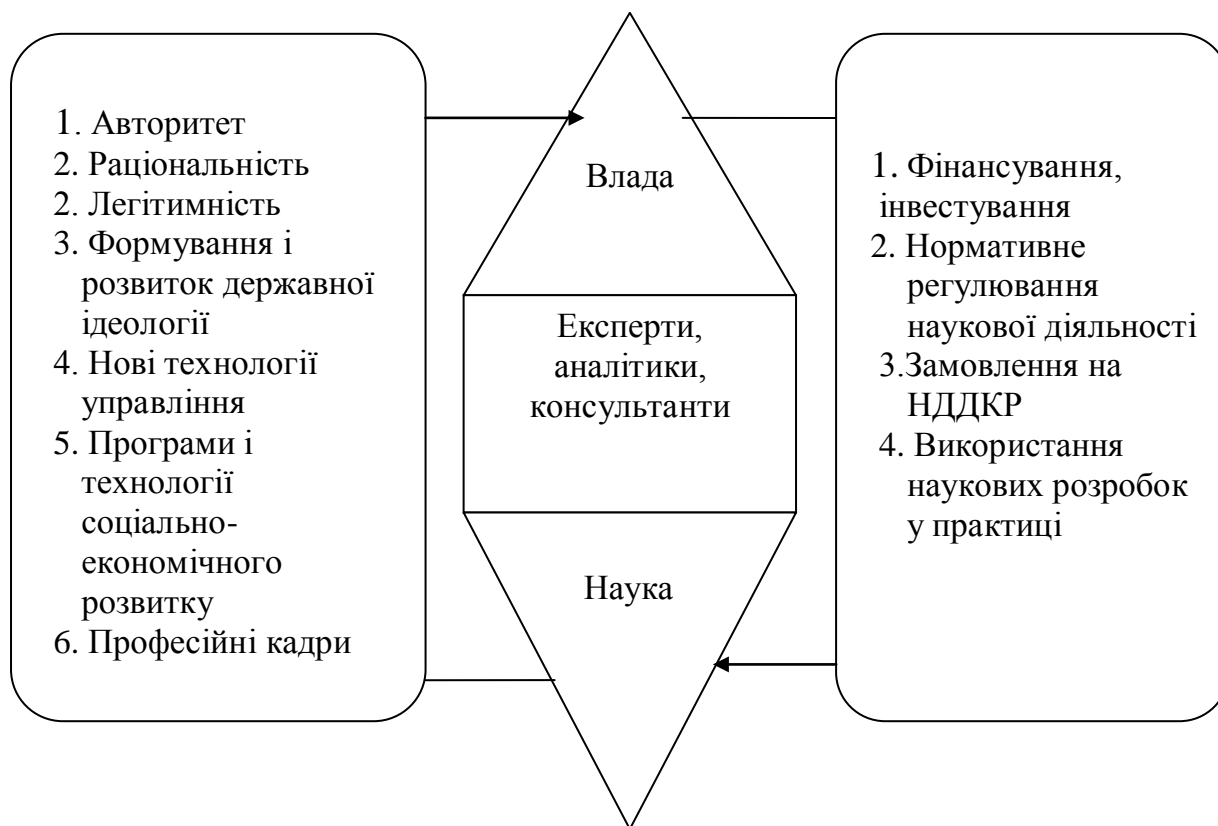 1. Авторитет
2. Раціональність
2. Легітимність
3. Формування і
розвиток державної
ідеології
4. Нові технології
управління
5. Програми і
технології
соціально-
економічного
розвитку
6. Професійні кадри
Влада
Експерти,
аналітики,
консультанти
Наука
1. Фінансування,
інвестування
2. Нормативне
регулювання
наукової діяльності
3.Замовлення на
НДДКР
4. Використання
наукових розробок
у практиці